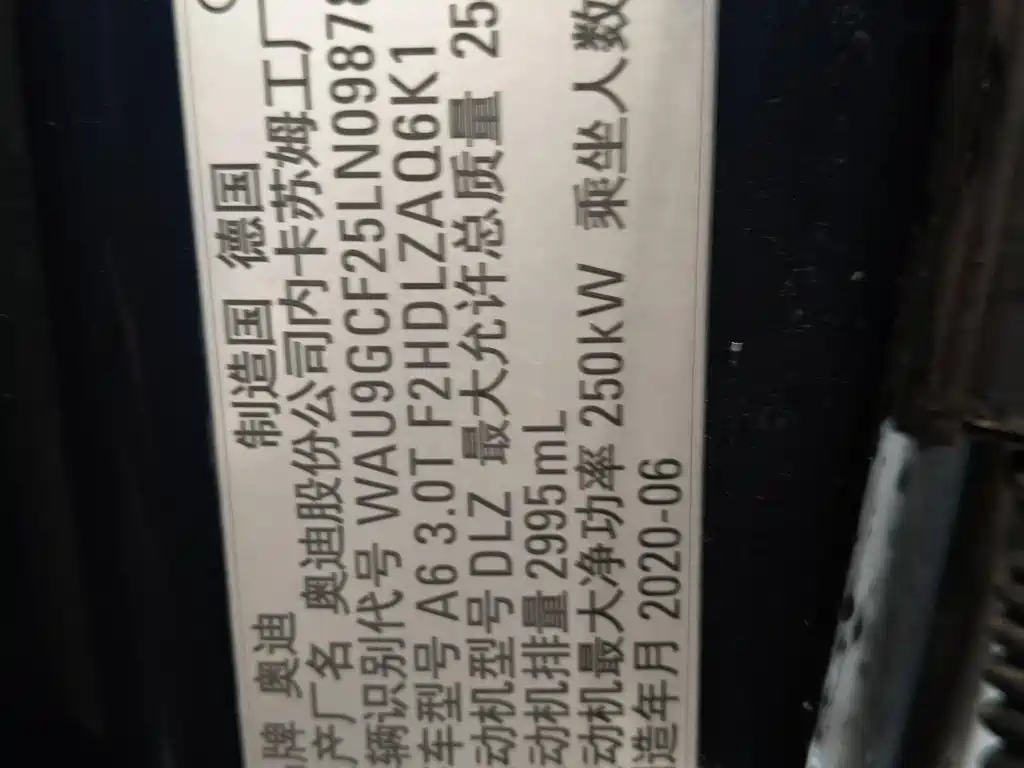 牌 奥迪 制造国 德国
产厂名 奥迪股份公司内卡苏姆工厂
辆识别代号 WAU9GCF25LN09878
车型号 A6 3.0T F2HDLZAQ6K1
动机型号 DLZ 最大允许总质量 25
动机排量 2995mL
动机最大净功率 250kW 乘坐人数
造年月 2020-06